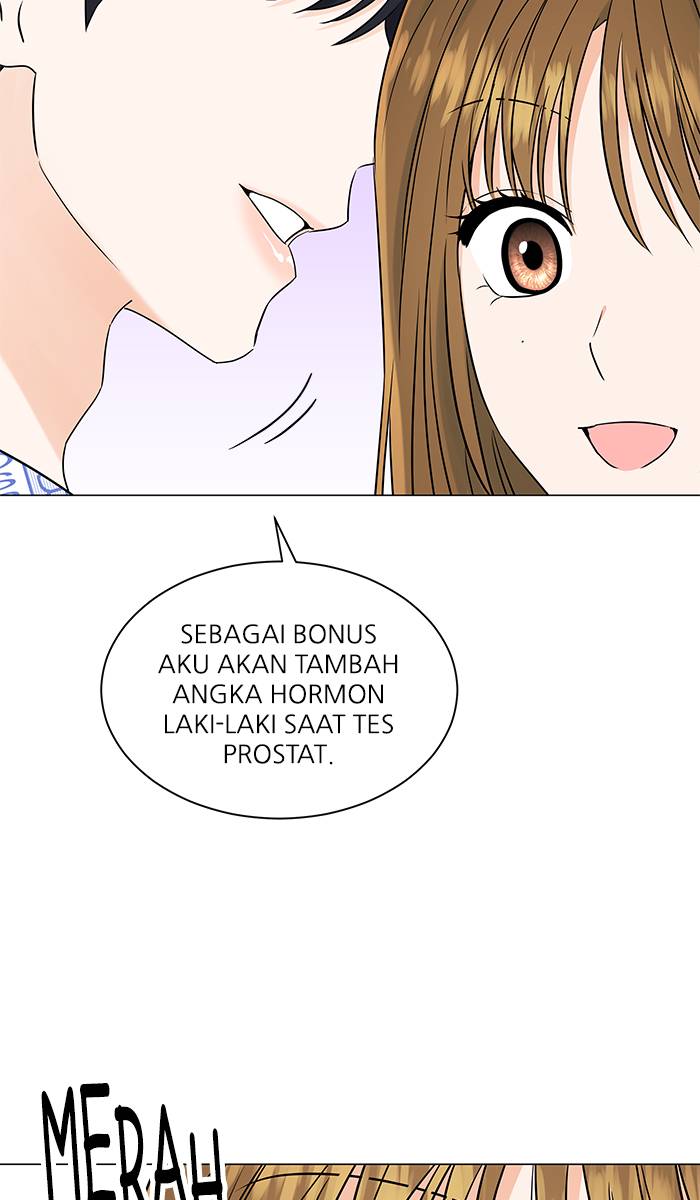 SEBAGAI BONUS
AKU AKAN TAMBAH
ANGKA HORMON
LAKI-LAKI SAAT TES
PROSTAT.
MERAH